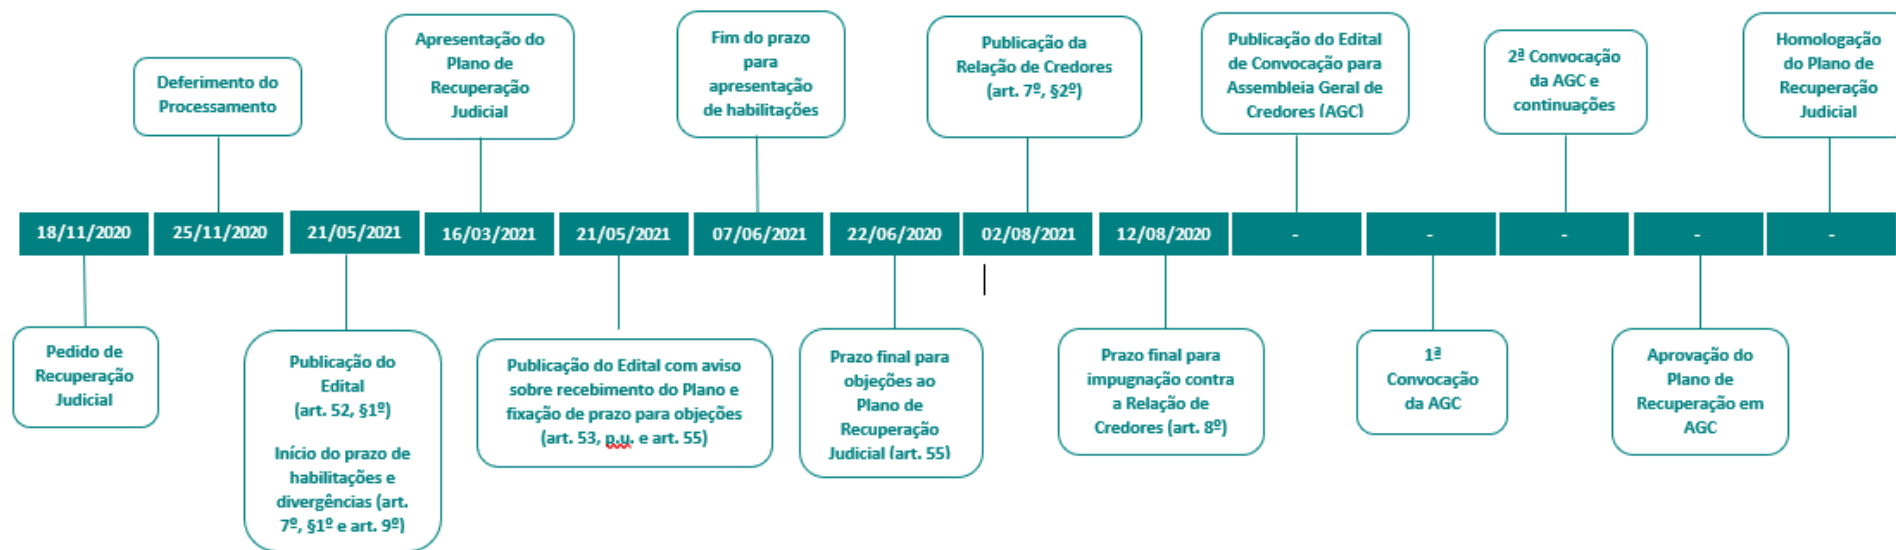 Deferimento do
Processamento
Apresentação do
Plano de
Recuperação
Judicial
Fim do prazo
para
apresentação
de habilitações
Publicação da
Relação de Credores
(art. 7º, §2º)
Publicação do Edital
de Convocação para
Assembleia Geral de
Credores (AGC)
2ª Convocação
da AGC e
continuações
Homologação
do Plano de
Recuperação
Judicial
18/11/2020
25/11/2020
21/05/2021
16/03/2021
21/05/2021
07/06/2021
22/06/2020
02/08/2021
12/08/2020
-
-
-
-
-
Pedido de
Recuperação
Judicial
Publicação do
Edital
(art. 52, §1º)
Início do prazo de
habilitações e
divergências (art.
7º, §1º e art. 9º)
Publicação do Edital com aviso
sobre recebimento do Plano e
fixação de prazo para objeções
(art. 53, p.u. e art. 55)
Prazo final para
objeções ao
Plano de
Recuperação
Judicial (art. 55)
Prazo final para
impugnação contra
a Relação de
Credores (art. 8º)
1ª
Convocação
da AGC
Aprovação do
Plano de
Recuperação em
AGC